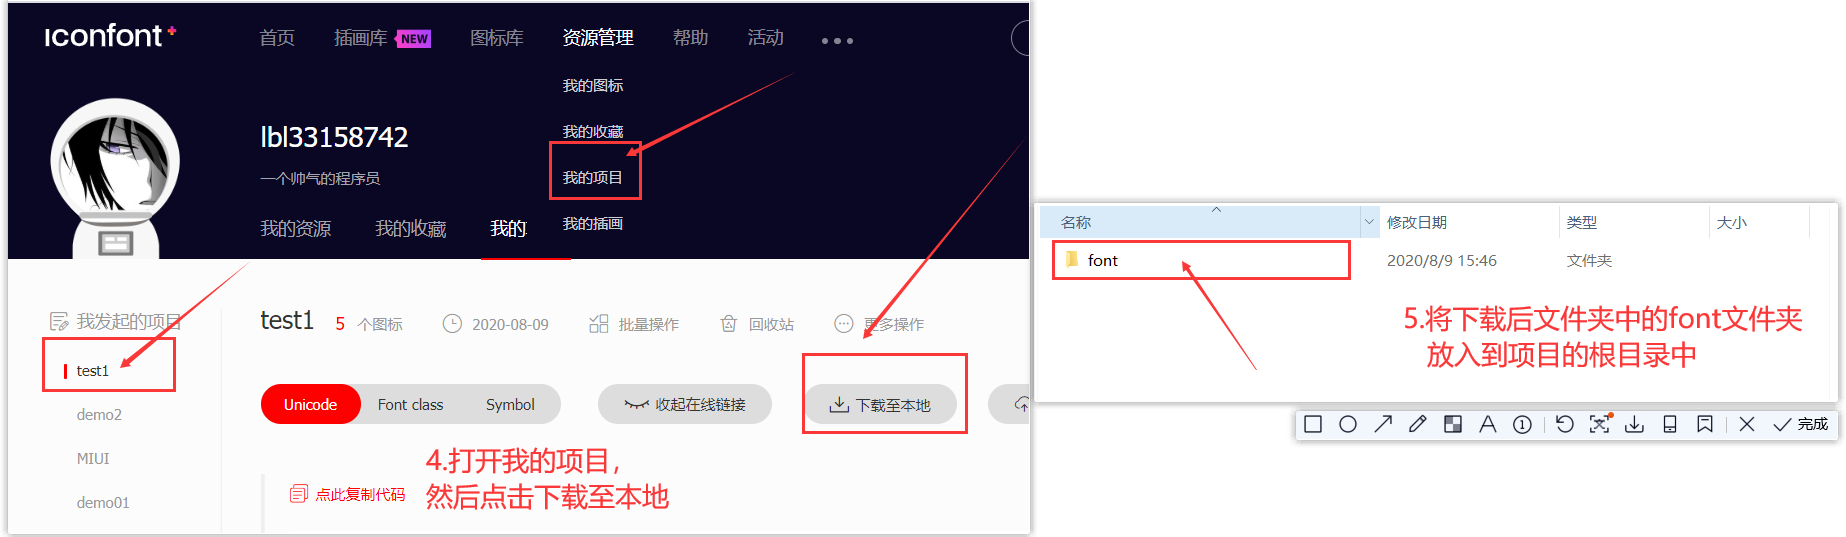 iconfont+
首页 插画库 NEW 图标库 资源管理 帮助 活动
我的图标
我的收藏
我的项目
我的插画
lbl33158742
一个帅气的程序员
我的资源 我的收藏 我的
我发起的项目
test1
demo2
MIUI
demo01
test1 5 个图标 2020-08-09 批量操作 回收站 更多操作
Unicode Font class Symbol 收起在线链接 下载至本地
点此复制代码
4.打开我的项目，
然后点击下载至本地
名称 修改日期 类型 大小
font 2020/8/9 15:46 文件夹
5.将下载后文件夹中的font文件夹
放入到项目的根目录中
A 1 文 完成